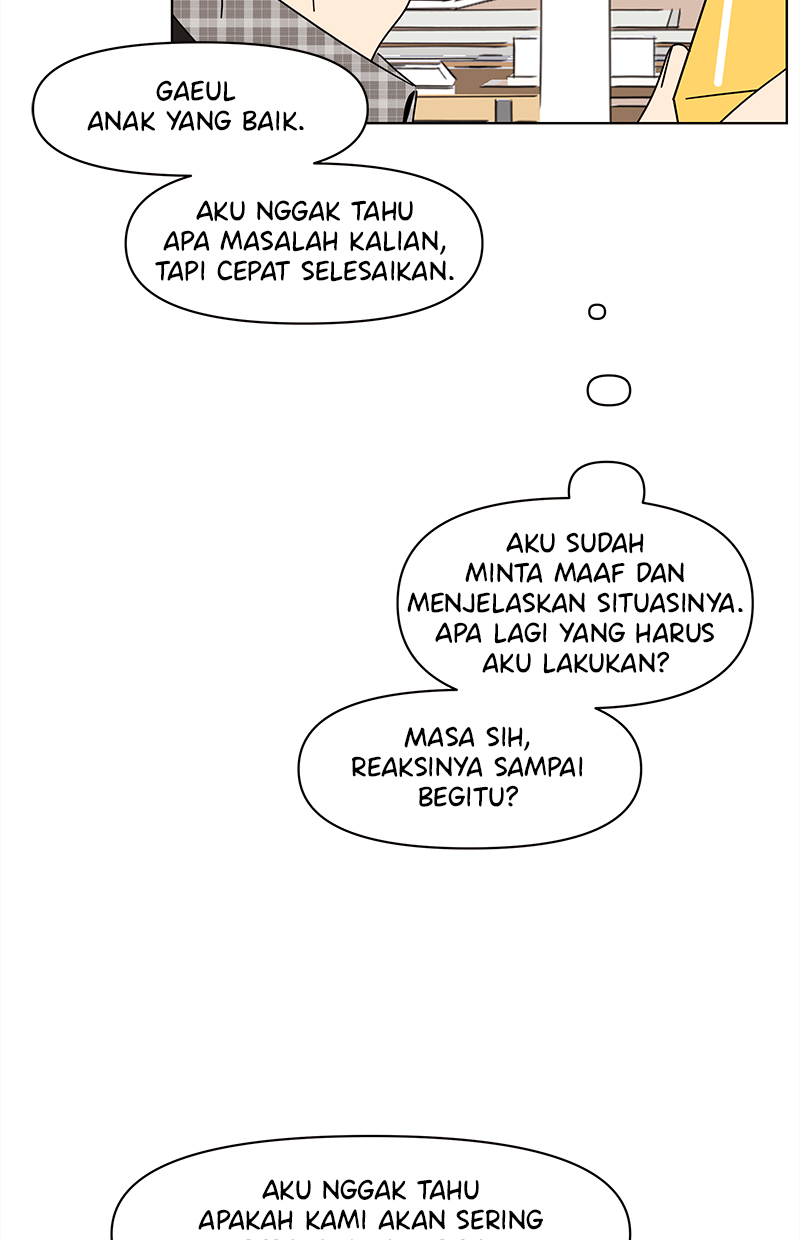 GAEUL
ANAK YANG BAIK.
AKU NGGAK TAHU
APA MASALAH KALIAN,
TAPI CEPAT SELESAIKAN.
AKU SUDAH
MINTA MAAF DAN
MENJELASKAN SITUASINYA.
APA LAGI YANG HARUS
AKU LAKUKAN?
MASA SIH,
REAKSINYA SAMPAI
BEGITU?
AKU NGGAK TAHU
APAKAH KAMI AKAN SERING